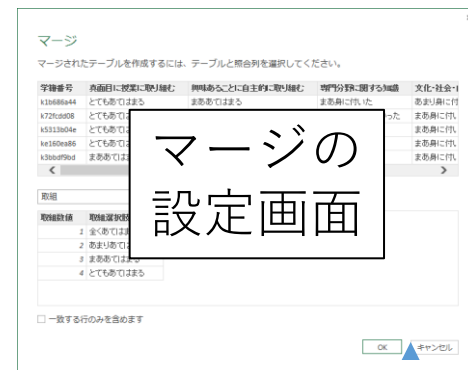 マージ
マージされたテーブルを作成するには、テーブルと照合列を選択してください。
学籍番号 真面目に授業に取り組む 興味あることに自主的に取り組む 専門分野に関する知識 文化・社会・
k1b686a44 とてもあてはまる まああてはまる まあ身に付いた あまり身に付
k72fcdd08 とてもあてはま った まあ身に付い
k5313b04e とてもあてはま まあ身に付い
ke160ea86 とてもあてはま まあ身に付い
k3bbdf9bd まああてはま まあ身に付い
マージの
設定画面
取組
取組数値 取組選択肢
1 全くあてはま
2 あまりあては
3 まああてはまる
4 とてもあてはまる
一致する行のみを含めます
OK キャンセル